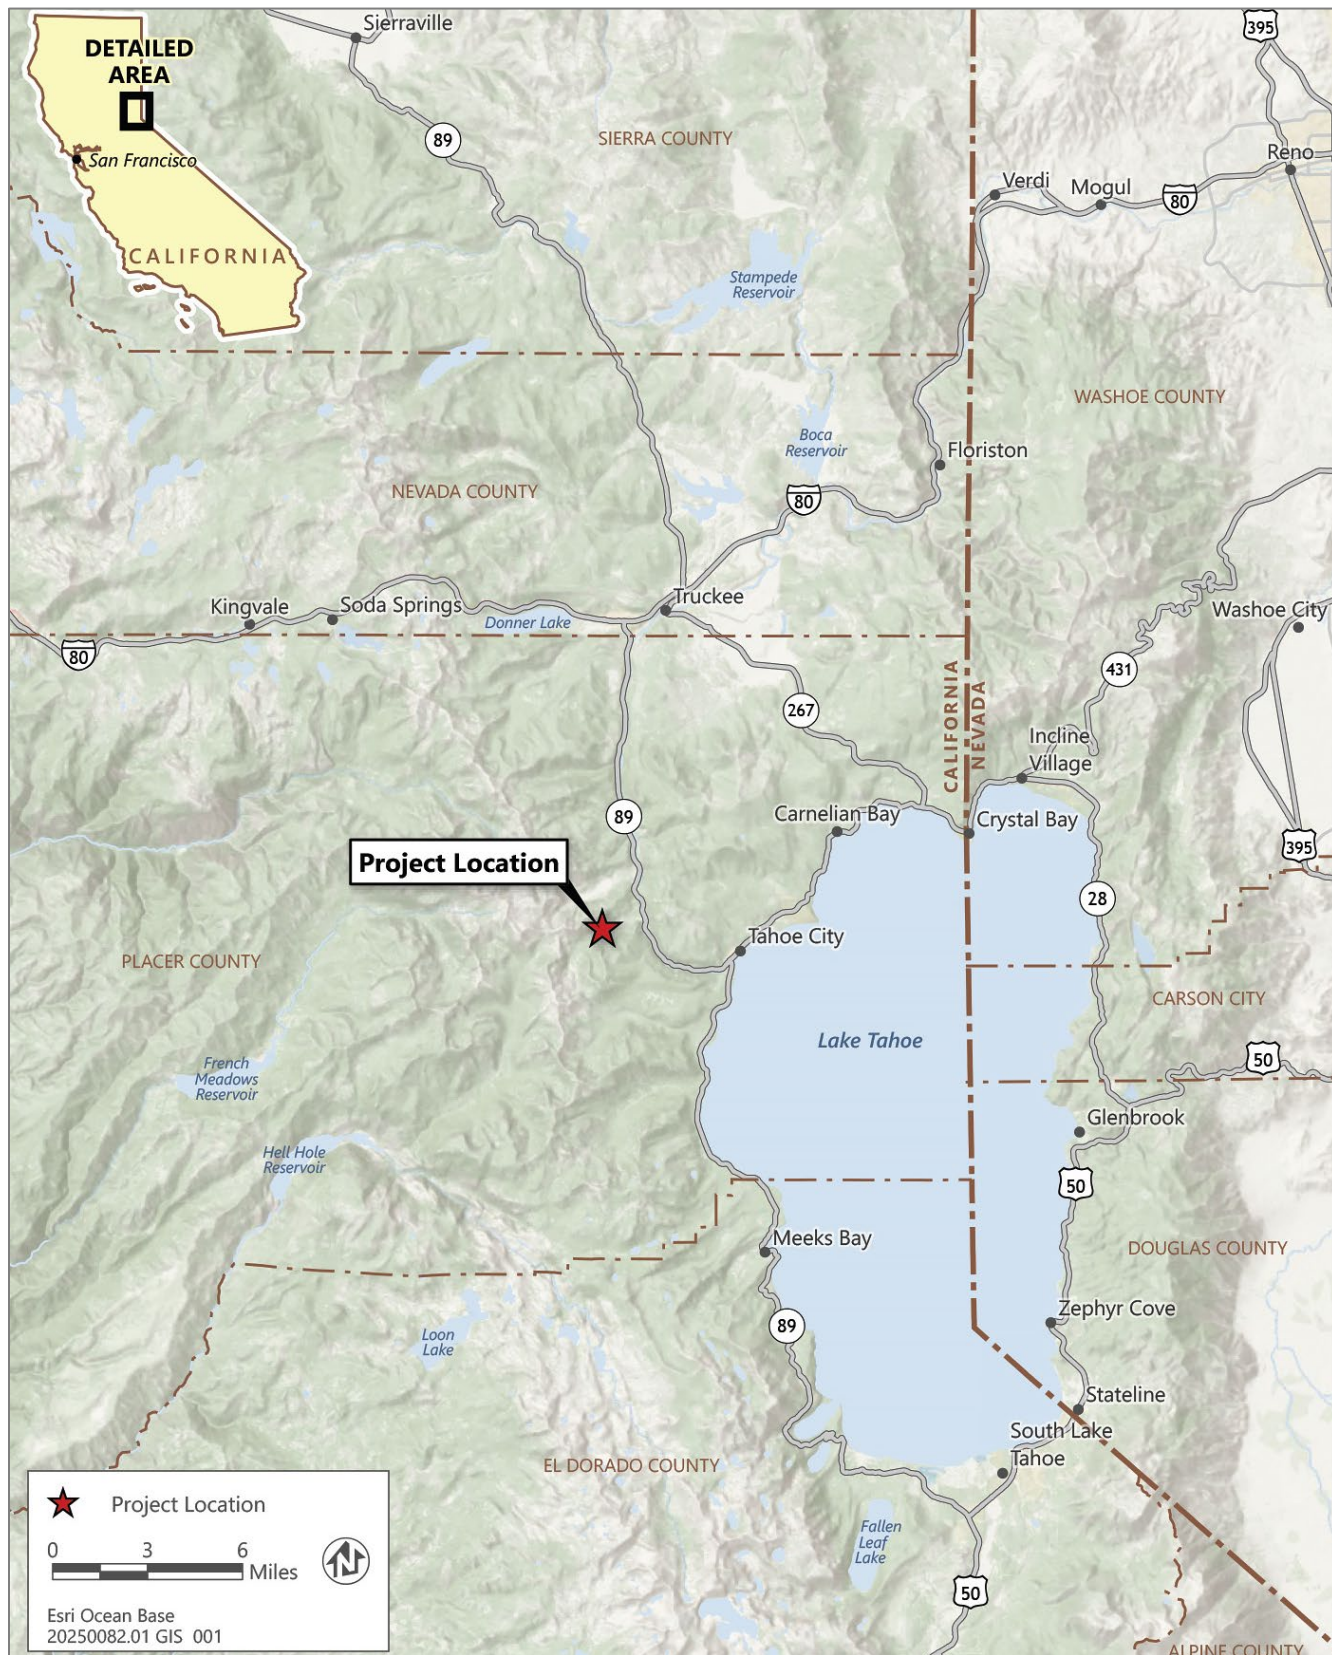 Sierraville
395
DETAILED
AREA
89
SIERRA COUNTY
San Francisco
Reno
Verdi
Mogul
80
CALIFORNIA
Stampede
Reservoir
WASHOE COUNTY
Boca
Reservoir
Floriston
NEVADA COUNTY
80
Truckee
Kingvale
Soda Springs
Donner Lake
Washoe City
80
431
CALIFORNIA
NEVADA
267
Incline
Village
89
Carnelian Bay
Crystal Bay
395
Project Location
28
Tahoe City
PLACER COUNTY
CARSON CITY
Lake Tahoe
50
French
Meadows
Reservoir
Glenbrook
Hell Hole
Reservoir
50
Meeks Bay
DOUGLAS COUNTY
Zephyr Cove
89
Loon
Lake
Stateline
South Lake
Tahoe
EL DORADO COUNTY
Fallen
Leaf
Lake
50
ALPINE COUNTY
Project Location
0 3 6
Miles
N
Esri Ocean Base
20250082.01 GIS 001